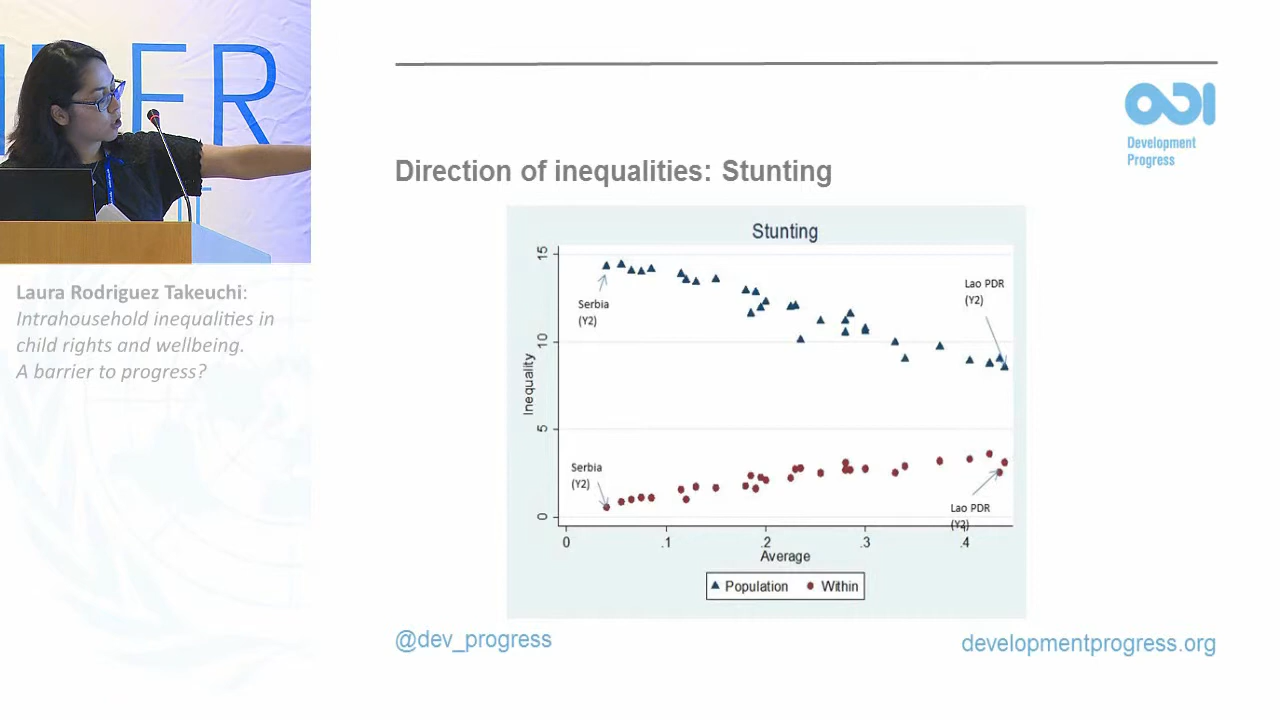 DER
Development
Progress
Direction of inequalities: Stunting
Laura Rodriguez Takeuchi:
Intrahousehold inequalities in
child rights and wellbeing.
A barrier to progress?
Stunting
Inequality
15
10
5
0
Serbia
(Y2)
Lao PDR
(Y2)
Serbia
(Y2)
Lao PDR
(Y2)
0 .1 .2 .3 .4
Average
Population Within
@dev_progress
developmentprogress.org